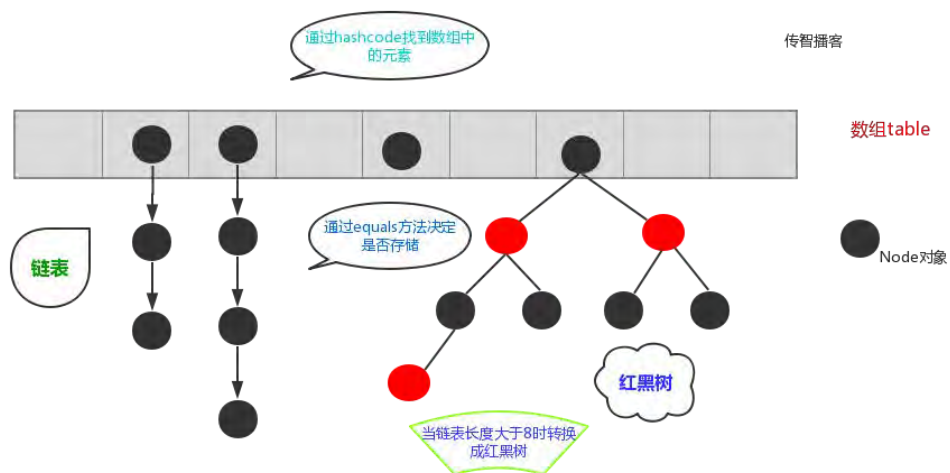 通过hashcode找到数组中
的元素
传智播客
数组table
链表
通过equals方法决定
是否存储
Node对象
红黑树
当链表长度大于8时转换
成红黑树